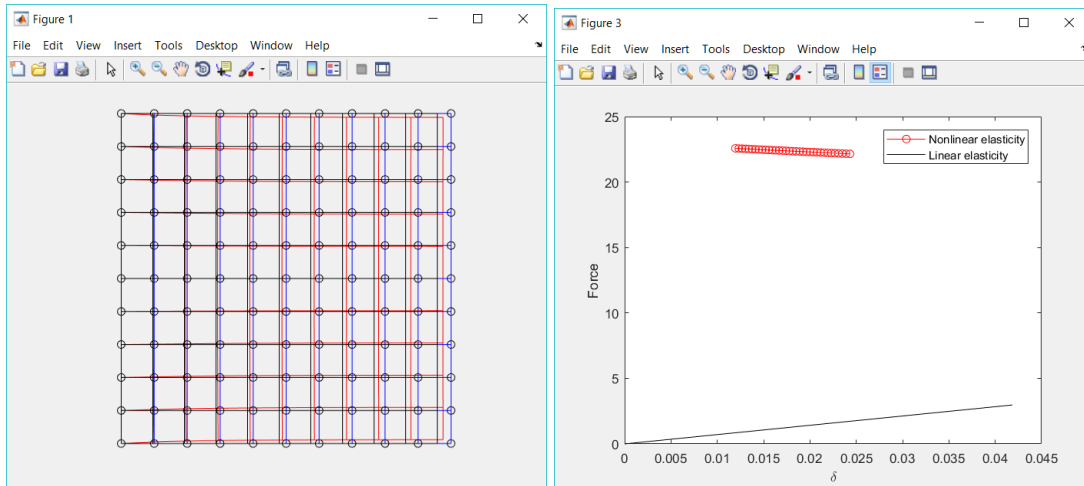 Figure 1
File Edit View Insert Tools Desktop Window Help
Figure 3
File Edit View Insert Tools Desktop Window Help
25
20
15
10
5
0
Force
Nonlinear elasticity
Linear elasticity
0 0.005 0.01 0.015 0.02 0.025 0.03 0.035 0.04 0.045
δ